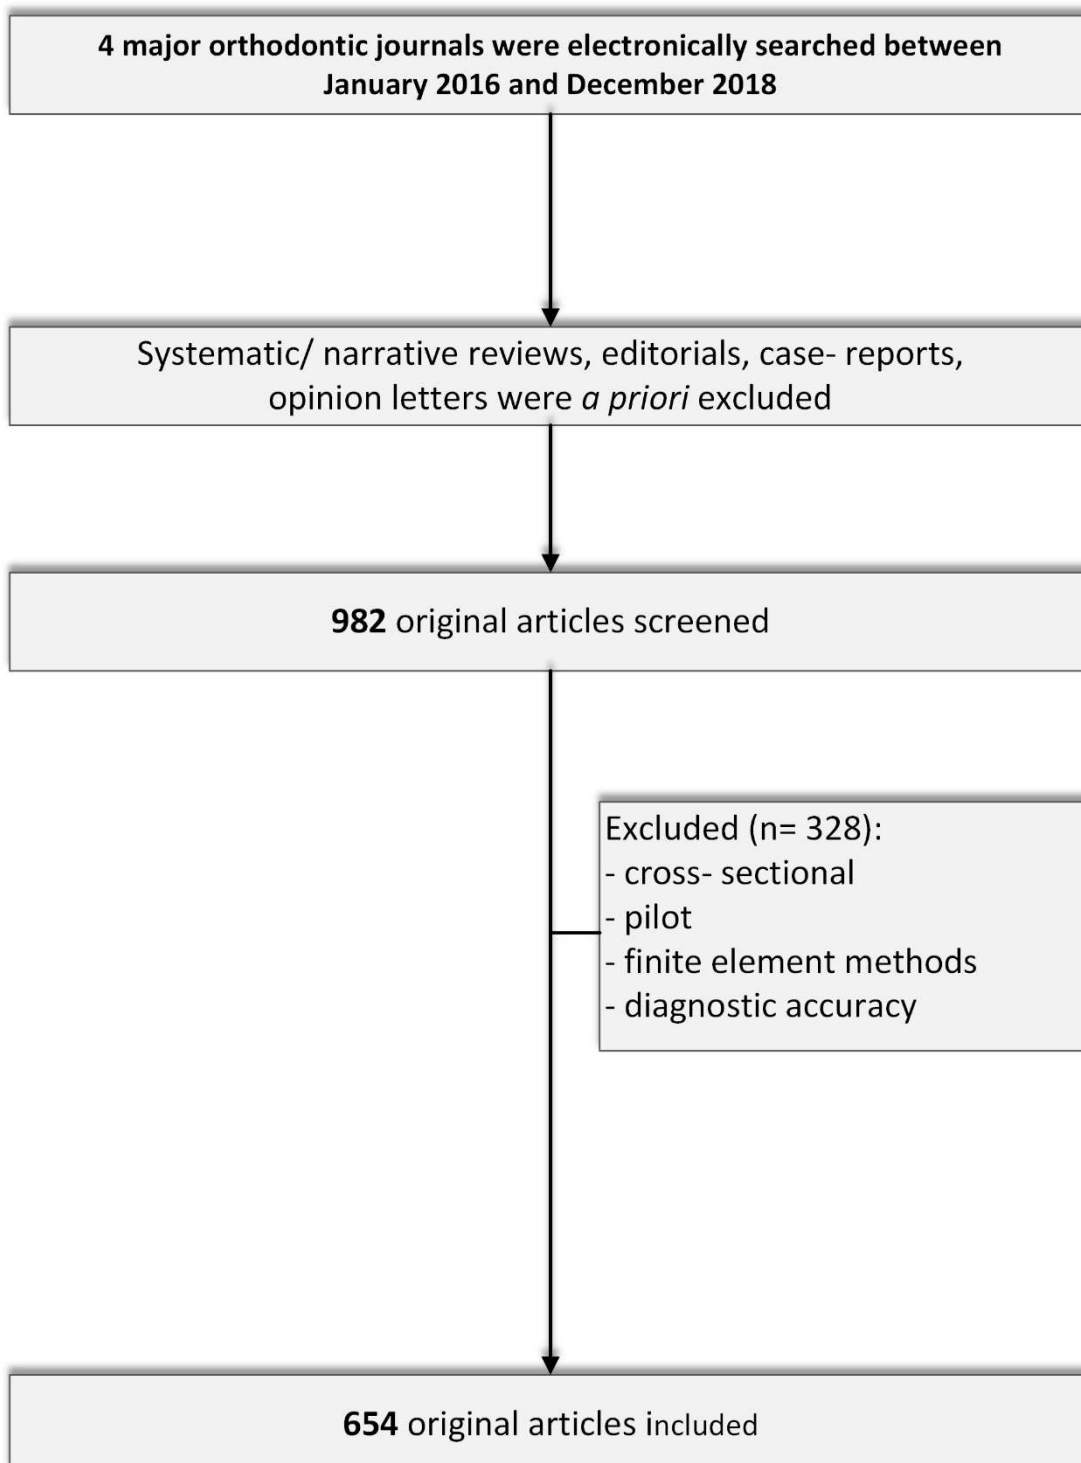 4 major orthodontic journals were electronically searched between
January 2016 and December 2018
Systematic/ narrative reviews, editorials, case- reports,
opinion letters were a priori excluded
982 original articles screened
Excluded (n= 328):
- cross- sectional
- pilot
- finite element methods
- diagnostic accuracy
654 original articles included